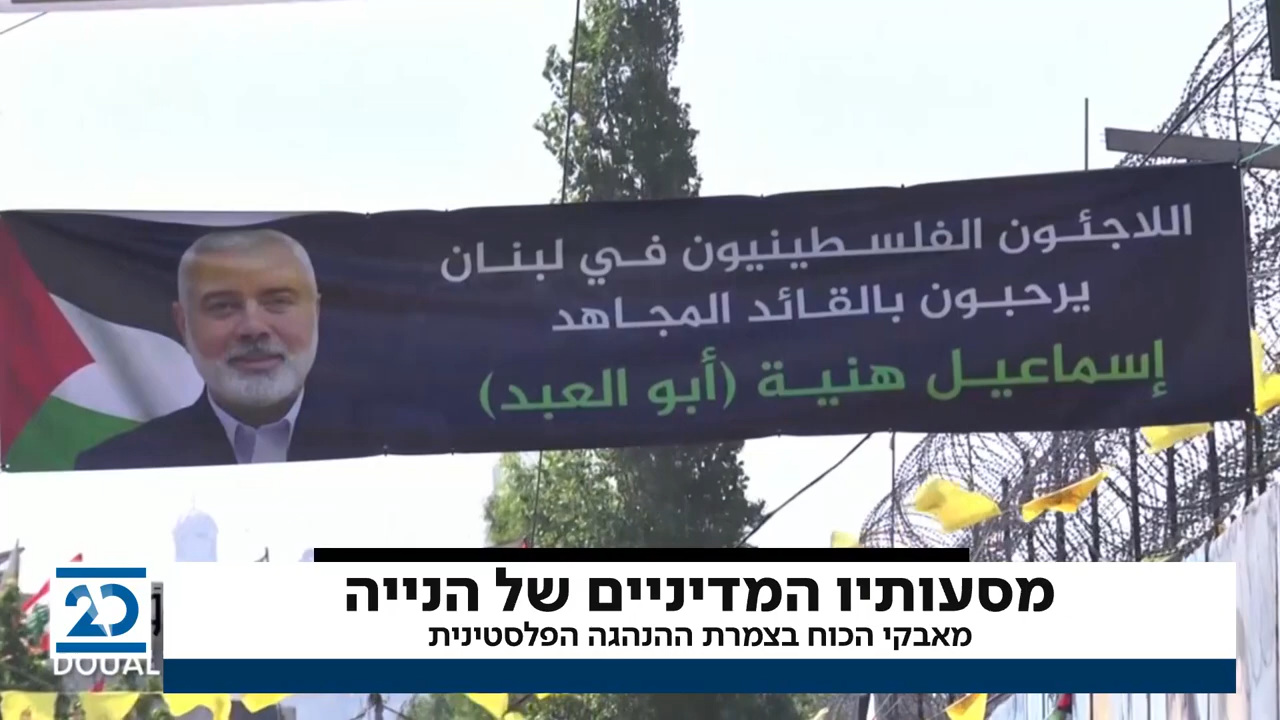 اللاجئون الفلسطينيون في لبنان
يرحبون بالقائد المجاهد
إسماعيل هنية (أبو العبد)
מסעותיו המדיניים של הנייה
מאבקי הכוח בצמרת ההנהגה הפלסטינית
20
DOUAL